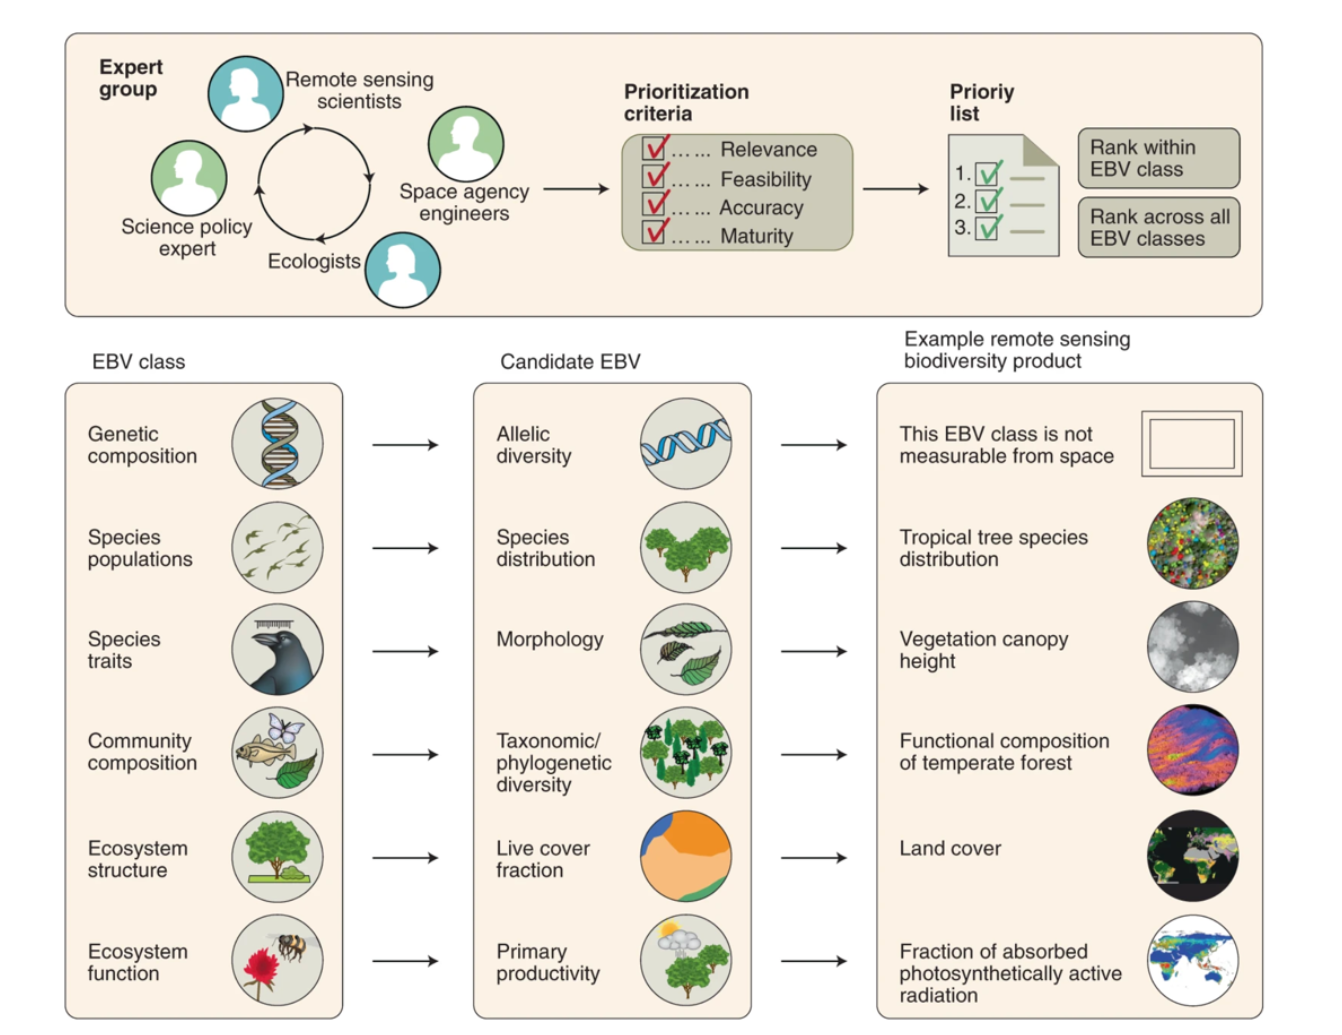 Expert
group
Remote sensing
scientists
Space agency
engineers
Science policy
expert
Ecologists
Prioritization
criteria
... ... Relevance
... ... Feasibility
... ... Accuracy
... ... Maturity
Prioriy
list
1.
2.
3.
Rank within
EBV class
Rank across all
EBV classes
EBV class
Candidate EBV
Example remote sensing
biodiversity product
Genetic
composition
Allelic
diversity
This EBV class is not
measurable from space
Species
populations
Species
distribution
Tropical tree species
distribution
Species
traits
Morphology
Vegetation canopy
height
Community
composition
Taxonomic/
phylogenetic
diversity
Functional composition
of temperate forest
Ecosystem
structure
Live cover
fraction
Land cover
Ecosystem
function
Primary
productivity
Fraction of absorbed
photosynthetically active
radiation